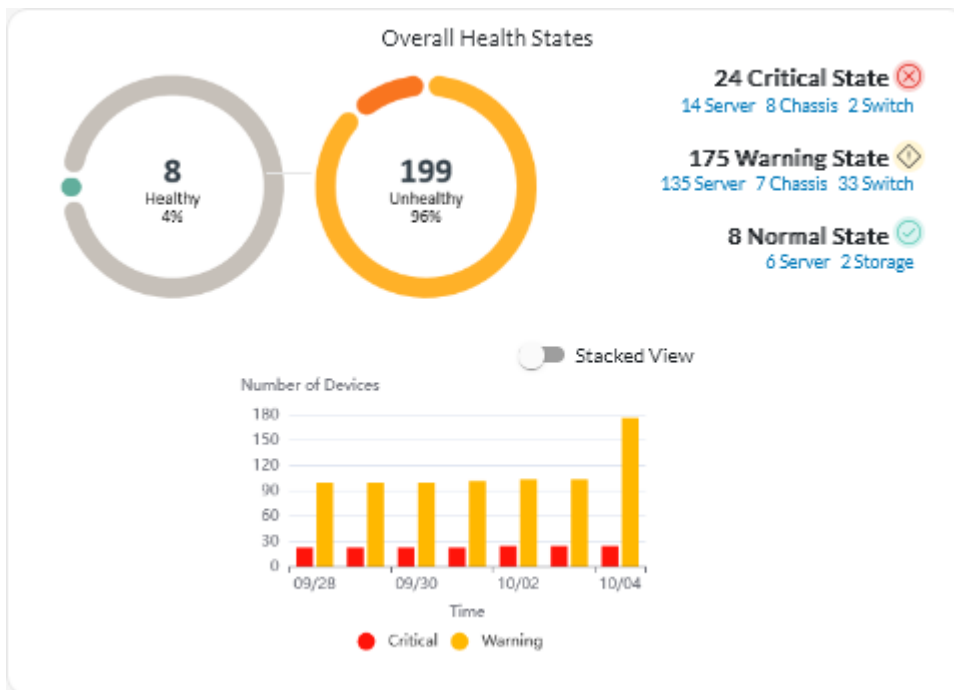 Overall Health States
8
Healthy
4%
199
Unhealthy
96%
24 Critical State
14 Server 8 Chassis 2 Switch
175 Warning State
135 Server 7 Chassis 33 Switch
8 Normal State
6 Server 2 Storage
Stacked View
Number of Devices
180
150
120
90
60
30
0
09/28 09/30 10/02 10/04
Time
Critical Warning